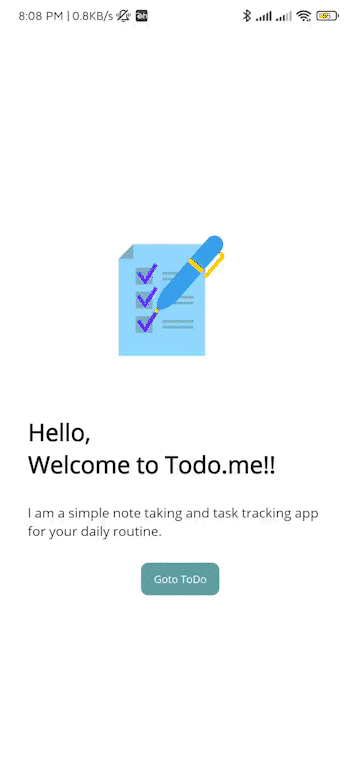 8:08 PM | 0.8KB/s
Hello,
Welcome to Todo.me!!
I am a simple note taking and task tracking app
for your daily routine.
Goto ToDo